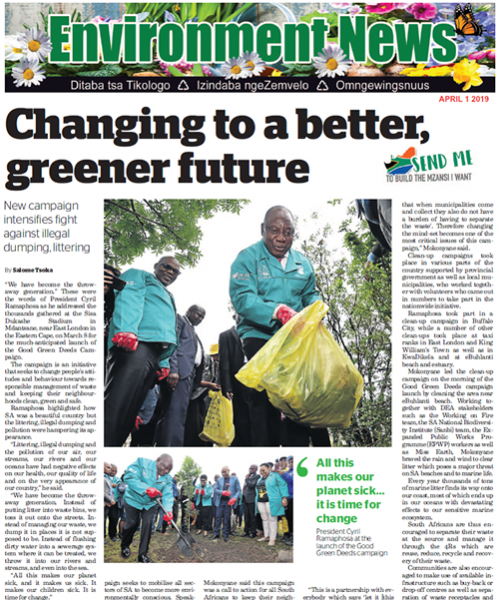 Environment News
Ditaba tsa Tikologo Izindaba ngeZemvelo Omngewingsnuus
APRIL 1 2019
Changing to a better,
greener future
SEND ME
TO BUILD THE MZANSI I WANT
New campaign
intensifies fight
against illegal
dumping, littering
By Salome Tsoka
"We have become the throw-
away generation." These were
the words of President Cyril
Ramaphosa as he addressed the
thousands gathered at the Sisa
Dukashe Stadium in
Mdantsane, near East London in
the Eastern Cape, on March 8 for
the much-anticipated launch of
the Good Green Deeds Cam-
paign.
The campaign is an initiative
that seeks to change people's atti-
tudes and behaviour towards re-
sponsible management of waste
and keeping their neighbour-
hoods clean, green and safe.
Ramaphosa highlighted how
SA was a beautiful country but
the littering, illegal dumping and
pollution were hampering its ap-
pearance.
"Littering, illegal dumping and
the pollution of our air, our
streams, our rivers and our
oceans have had negative effects
on our health, our quality of life
and on the very appearance of
our country," he said.
"We have become the throw-
away generation. Instead of
putting litter into waste bins, we
toss it out onto the streets. In-
stead of managing our waste, we
dump it in places it is not sup-
posed to be. Instead of flushing
dirty water into a sewerage sys-
tem where it can be treated, we
throw it into our rivers and
streams, and even into the sea.
"All this makes our planet
sick, and it makes us sick. It
makes our children sick. It is
time for change."
All this
makes our
planet sick...
it is time for
change
President Cyril
Ramaphosa at the
launch of the Good
Green Deeds campaign
paign seeks to mobilise all sec-
tors of SA to become more envi-
ronmentally conscious. Speak-
Mokonyane said this campaign
was a call to action for all South
Africans to keep their neigh-
"This is a partnership with ev-
erybody which says 'let it this
that when municipalities come
and collect they also do not have
a burden of having to separate
the waste'. Therefore changing
the mind-set becomes one of the
most critical issues of this cam-
paign," Mokonyane said.
Clean-up campaigns took
place in various parts of the
country supported by provincial
government as well as local mu-
nicipalities, who worked togeth-
er with volunteers who came out
in numbers to take part in the
nationwide initiative.
Ramaphosa took part in a
clean-up campaign in Buffalo
City, while a number of other
clean-ups took place at taxi
ranks in East London and King
William's Town as well as in
KwaDikela and at eBuhlanti
beach and estuary.
Mokonyane led the clean-up
campaign on the morning of the
Good Green Deeds campaign
launch by cleaning the area near
eBuhlanti beach. Working to-
gether with DEA stakeholders
such as the Working on Fire
team, the SA National Biodiversi-
ty Institute (Sanbi) team, the Ex-
panded Public Works Pro-
gramme (EPWP) workers as well
as Miss Earth, Mokonyane
braved the rain and wind to clear
litter which poses a major threat
on SA beaches and to marine life.
Every year thousands of tons
of marine litter finds its way onto
our coast, most of which ends up
in our oceans with devastating
effects to our sensitive marine
ecosystem.
South Africans are thus en-
couraged to separate their waste
at the source and manage it
through the 4Rs which are
reuse, reduce, recycle and recov-
ery of their waste.
Communities are also encour-
aged to make use of available in-
frastructure such as buy back or
drop-off centres as well as sepa-
ration of waste receptacles and